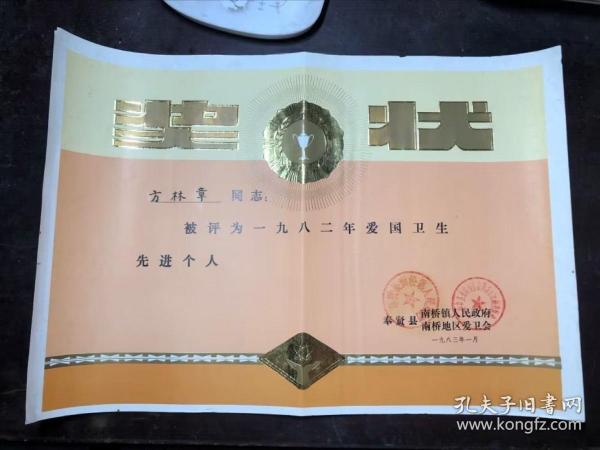 奖状
方林章 同志：
被评为一九八二年爱国卫生
先进个人
奉贤县 南桥镇人民政府
南桥地区爱卫会
一九八三年一月
孔夫子旧書网
www.kongfz.com